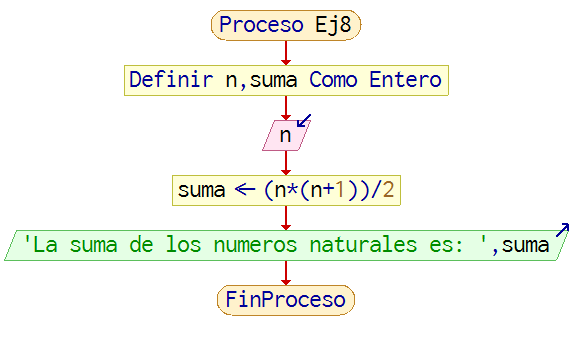 Proceso Ej8
Definir n,suma Como Entero
n
suma ← (n*(n+1))/2
'La suma de los numeros naturales es: ',suma
FinProceso